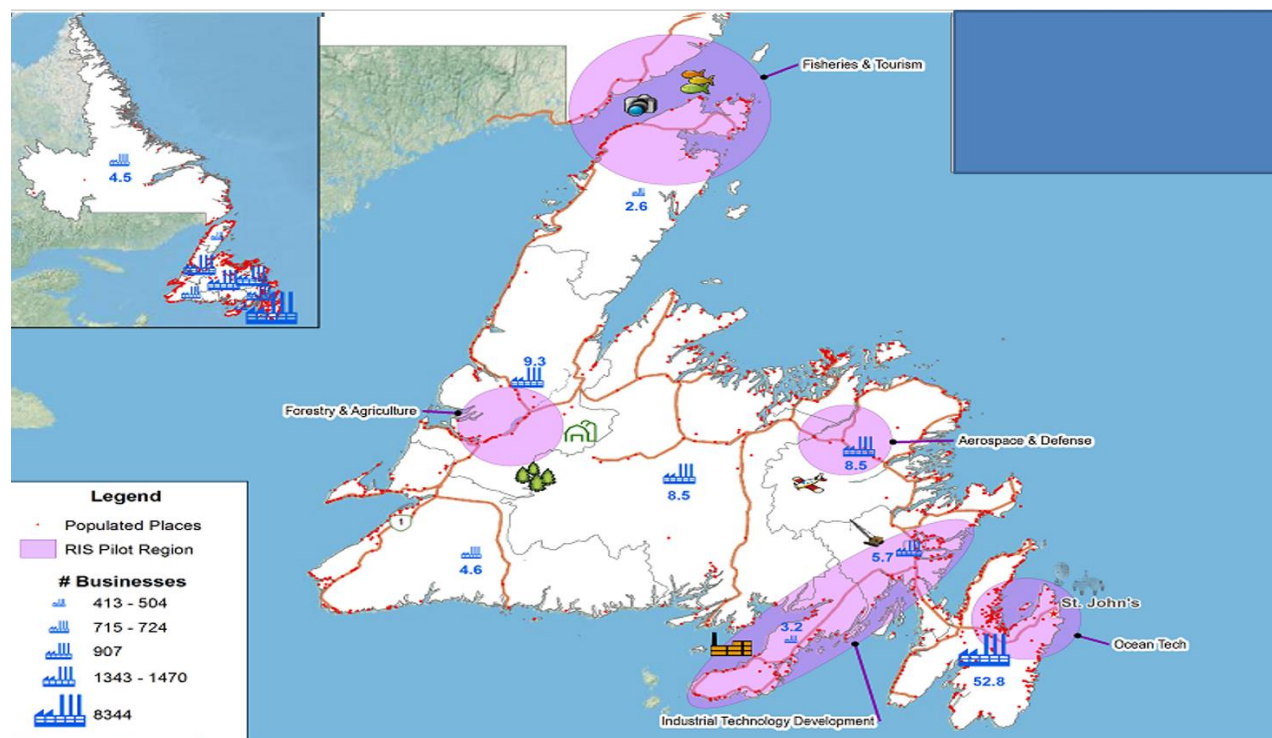 Fisheries & Tourism
4.5
2.6
9.3
Forestry & Agriculture
Aerospace & Defense
8.5
8.5
Legend
Populated Places
RIS Pilot Region
# Businesses
413 - 504
715 - 724
907
1343 - 1470
8344
1
4.6
5.7
3.2
St. John's
Ocean Tech
52.8
Industrial Technology Development